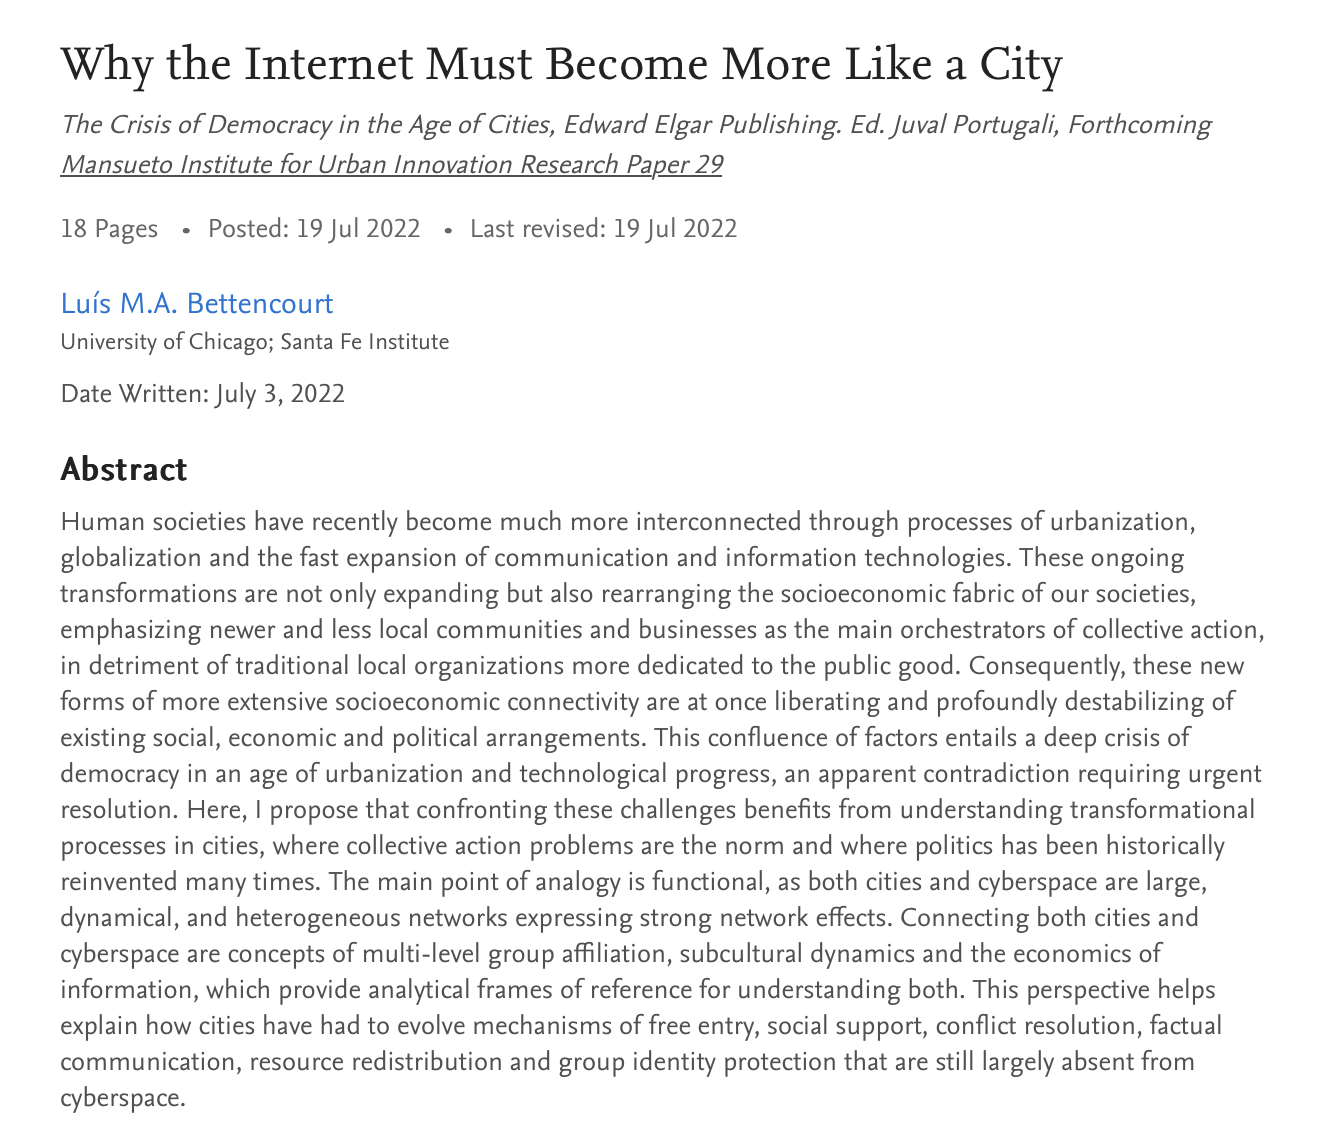 Why the Internet Must Become More Like a City
The Crisis of Democracy in the Age of Cities, Edward Elgar Publishing. Ed. Juval Portugali, Forthcoming
Mansueto Institute for Urban Innovation Research Paper 29
18 Pages • Posted: 19 Jul 2022 • Last revised: 19 Jul 2022
Luís M.A. Bettencourt
University of Chicago; Santa Fe Institute
Date Written: July 3, 2022
Abstract
Human societies have recently become much more interconnected through processes of urbanization,
globalization and the fast expansion of communication and information technologies. These ongoing
transformations are not only expanding but also rearranging the socioeconomic fabric of our societies,
emphasizing newer and less local communities and businesses as the main orchestrators of collective action,
in detriment of traditional local organizations more dedicated to the public good. Consequently, these new
forms of more extensive socioeconomic connectivity are at once liberating and profoundly destabilizing of
existing social, economic and political arrangements. This confluence of factors entails a deep crisis of
democracy in an age of urbanization and technological progress, an apparent contradiction requiring urgent
resolution. Here, I propose that confronting these challenges benefits from understanding transformational
processes in cities, where collective action problems are the norm and where politics has been historically
reinvented many times. The main point of analogy is functional, as both cities and cyberspace are large,
dynamical, and heterogeneous networks expressing strong network effects. Connecting both cities and
cyberspace are concepts of multi-level group affiliation, subcultural dynamics and the economics of
information, which provide analytical frames of reference for understanding both. This perspective helps
explain how cities have had to evolve mechanisms of free entry, social support, conflict resolution, factual
communication, resource redistribution and group identity protection that are still largely absent from
cyberspace.